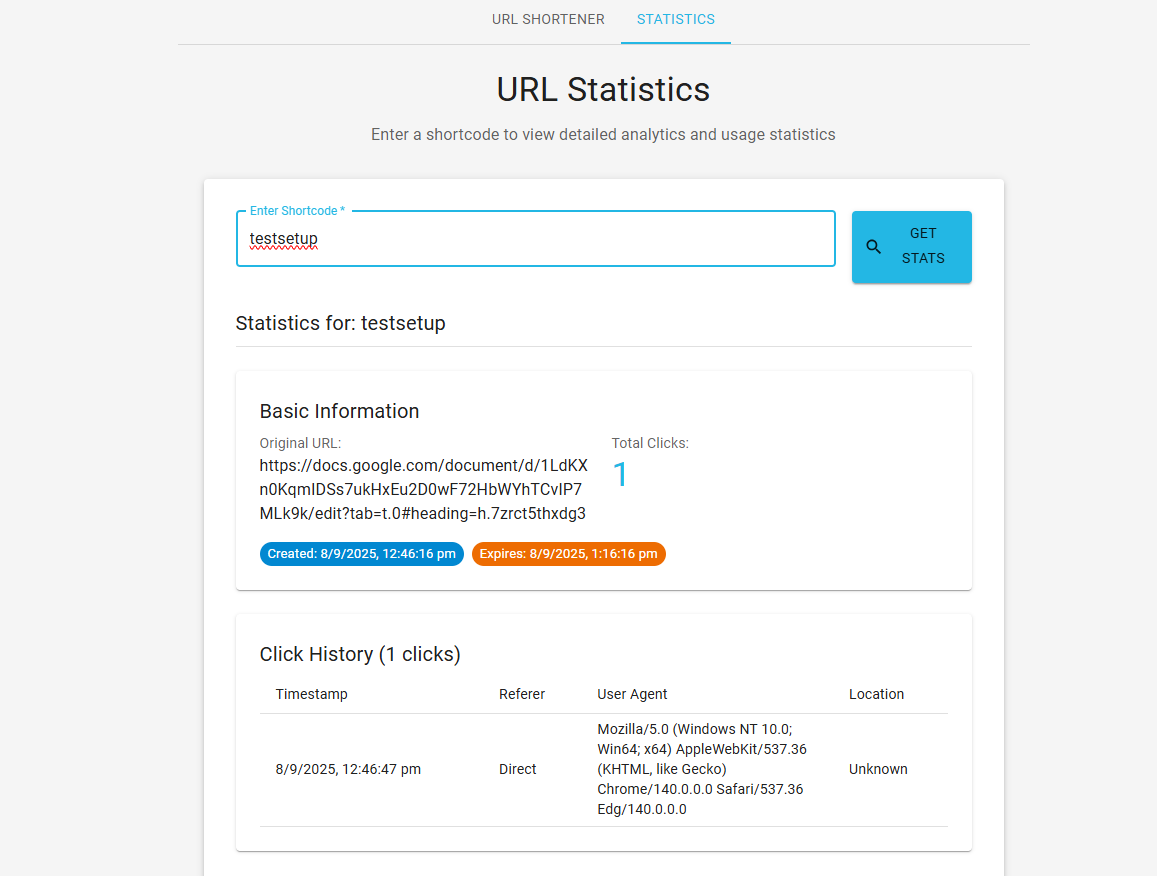 URL SHORTENER STATISTICS
URL Statistics
Enter a shortcode to view detailed analytics and usage statistics
Enter Shortcode *
testsetup
GET
STATS
Statistics for: testsetup
Basic Information
Original URL:
https://docs.google.com/document/d/1LdKX
n0KqmIDSs7ukHxEu2D0wF72HbWYhTCvIP7
MLk9k/edit?tab=t.0#heading=h.7zrct5thxdg3
Total Clicks:
1
Created: 8/9/2025, 12:46:16 pm Expires: 8/9/2025, 1:16:16 pm
Click History (1 clicks)
Timestamp Referer User Agent Location
8/9/2025, 12:46:47 pm Direct
Mozilla/5.0 (Windows NT 10.0;
Win64; x64) AppleWebKit/537.36
(KHTML, like Gecko)
Chrome/140.0.0.0 Safari/537.36
Edg/140.0.0.0
Unknown